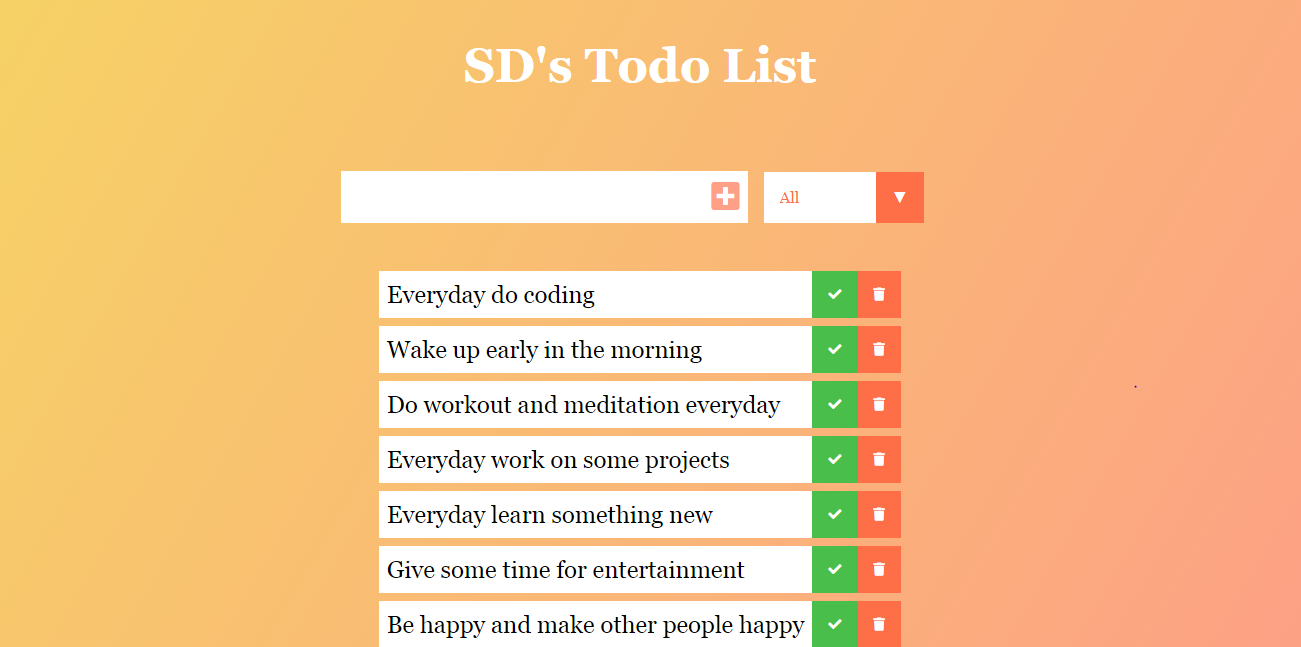 SD's Todo List
All
Everyday do coding
Wake up early in the morning
Do workout and meditation everyday
Everyday work on some projects
Everyday learn something new
Give some time for entertainment
Be happy and make other people happy